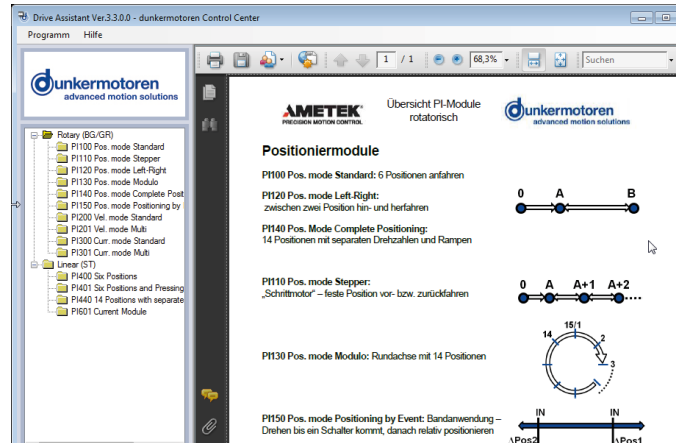 Drive Assistant Ver.3.3.0.0 - dunkermotoren Control Center
Programm Hilfe
1 / 1 68,3% Suchen
dunkermotoren
advanced motion solutions
Rotary (BG/GR)
PI100 Pos. mode Standard
PI110 Pos. mode Stepper
PI120 Pos. mode Left-Right
PI130 Pos. mode Modulo
PI140 Pos. mode Complete Posit
PI150 Pos. mode Positioning by
PI200 Vel. mode Standard
PI201 Vel. mode Multi
PI300 Curr. mode Standard
PI301 Curr. mode Multi
Linear (ST)
PI400 Six Positions
PI401 Six Positions and Pressing
PI440 14 Positions with separate
PI601 Current Module
AMETEK
PRECISION MOTION CONTROL
Übersicht PI-Module
rotatorisch
dunkermotoren
advanced motion solutions
Positioniermodule
PI100 Pos. mode Standard: 6 Positionen anfahren
PI120 Pos. mode Left-Right:
zwischen zwei Position hin- und herfahren
0 A B
PI140 Pos. Mode Complete Positioning:
14 Positionen mit separaten Drehzahlen und Rampen
PI110 Pos. mode Stepper:
„Schrittmotor“ – feste Position vor- bzw. zurückfahren
0 A A+1 A+2
PI130 Pos. mode Modulo: Rundachse mit 14 Positionen
14 15/1 2 3
PI150 Pos. mode Positioning by Event: Bandanwendung –
Drehen bis ein Schalter kommt, danach relativ positionieren
IN IN
\Pos2 \Pos1